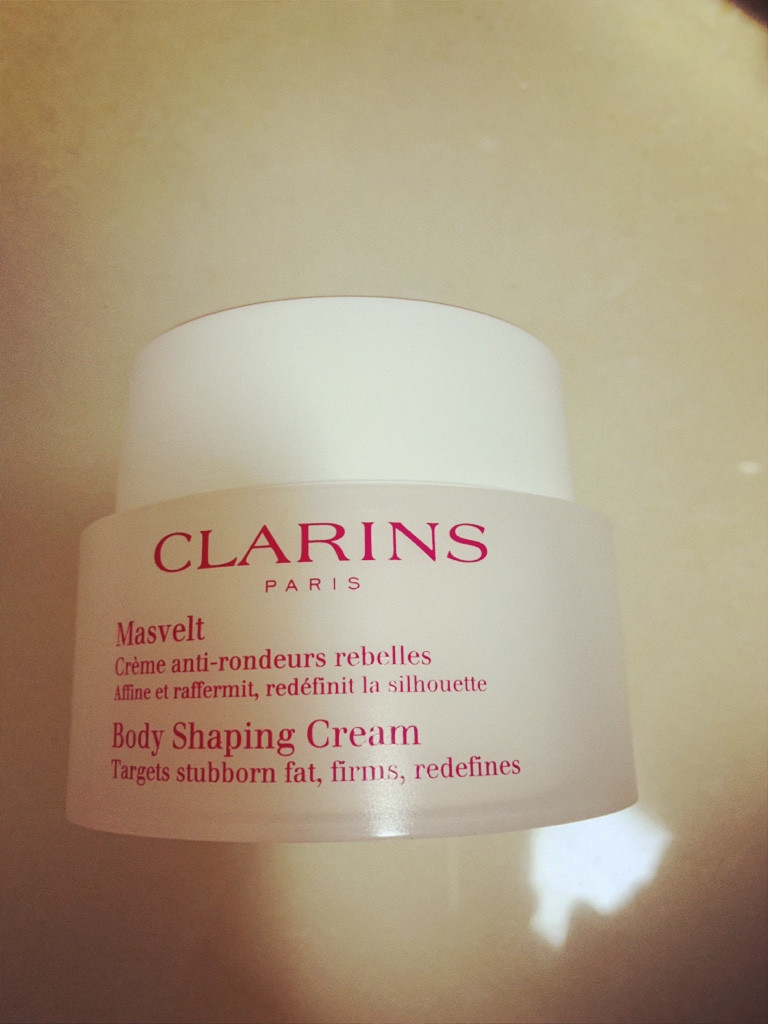 CLARINS
PARIS
Masvelt
Crème anti-rondeurs rebelles
Affine et raffermit, redéfinit la silhouette
Body Shaping Cream
Targets stubborn fat, firms, redefines